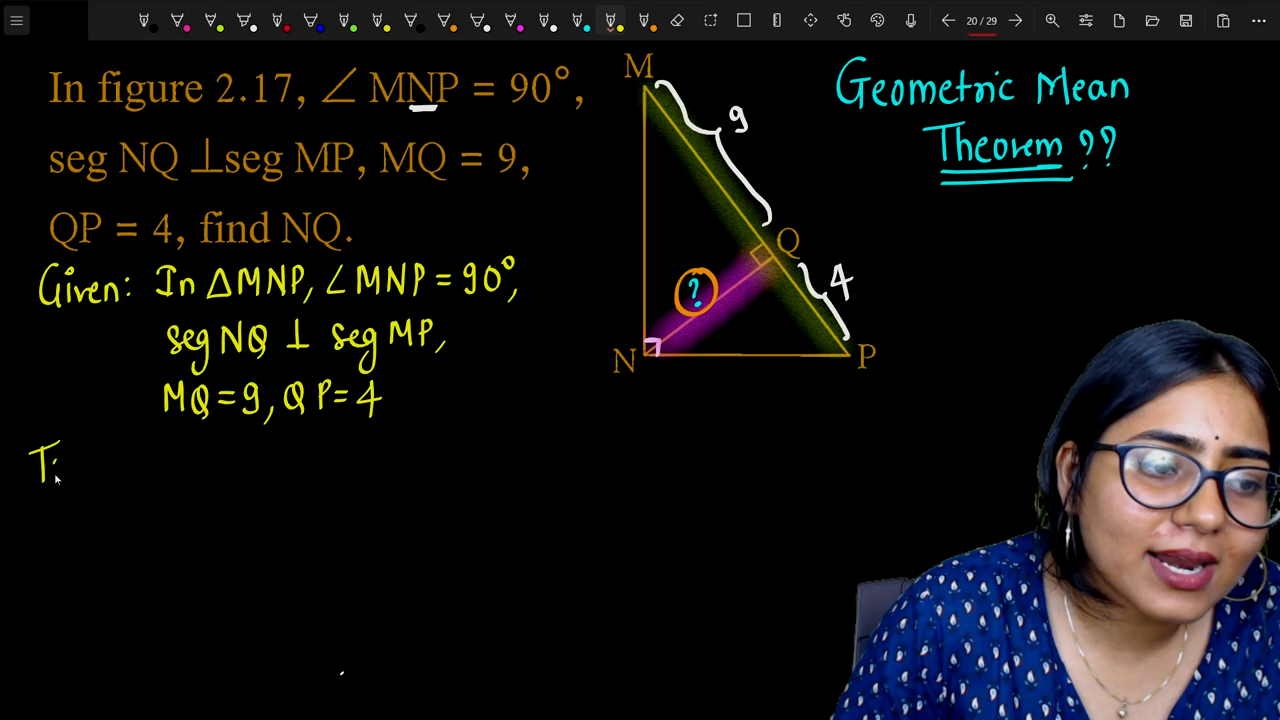 20 / 29
In figure 2.17, ∠ MNP = 90°,
seg NQ ⊥seg MP, MQ = 9,
QP = 4, find NQ.
Given: In △MNP, ∠MNP = 90°,
seg NQ ⊥ seg MP,
MQ = 9, QP = 4
T
M
9
Q
?
4
N
P
Geometric Mean
Theorem ??